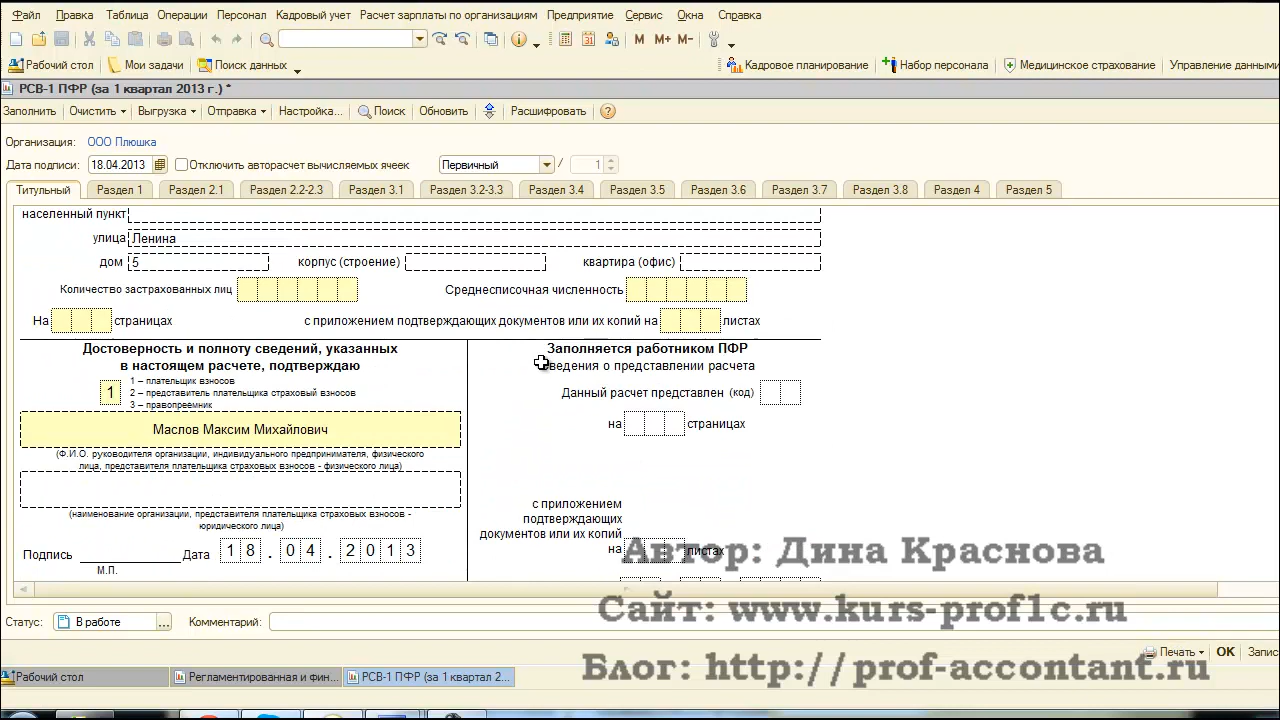 Файл Правка Таблица Операции Персонал Кадровый учет Расчет зарплаты по организациям Предприятие Сервис Окна Справка
M M+ M-
Рабочий стол Мои задачи Поиск данных Кадровое планирование Набор персонала Медицинское страхование Управление данными
РСВ-1 ПФР (за 1 квартал 2013 г.) *
Заполнить Очистить Выгрузка Отправка Настройка... Поиск Обновить Расшифровать
Организация: ООО Плюшка
Дата подписи: 18.04.2013 Отключить авторасчет вычисляемых ячеек Первичный / 1
Титульный Раздел 1 Раздел 2.1 Раздел 2.2-2.3 Раздел 3.1 Раздел 3.2-3.3 Раздел 3.4 Раздел 3.5 Раздел 3.6 Раздел 3.7 Раздел 3.8 Раздел 4 Раздел 5
населенный пункт
улица Ленина
дом 5 корпус (строение) квартира (офис)
Количество застрахованных лиц Среднесписочная численность
На страницах с приложением подтверждающих документов или их копий на листах
Достоверность и полноту сведений, указанных
в настоящем расчете, подтверждаю
1
1 – плательщик взносов
2 – представитель плательщика страховый взносов
3 – правопреемник
Маслов Максим Михайлович
(Ф.И.О. руководителя организации, индивидуального предпринимателя, физического
лица, представителя плательщика страховых взносов - физического лица)
(наименование организации, представителя плательщика страховых взносов -
юридического лица)
Подпись Дата 18.04.2013
М.П.
Заполняется работником ПФР
ведения о представлении расчета
Данный расчет представлен (код)
на страницах
с приложением
подтверждающих
документов или их копий
на листах
Автор: Дина Краснова
Сайт: www.kurs-prof1c.ru
Блог: http://prof-accontant.ru
Статус: В работе ... Комментарий:
Печать OK Запис
Рабочий стол Регламентированная и фин... РСВ-1 ПФР (за 1 квартал 2...